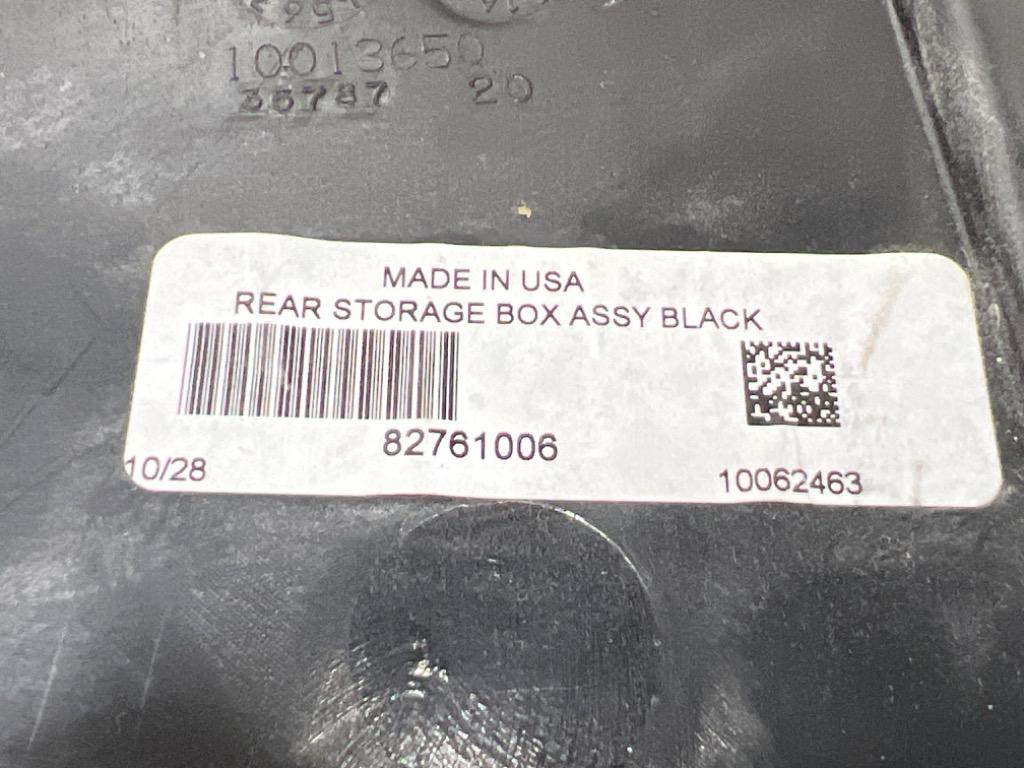 10013650
35787 20
MADE IN USA
REAR STORAGE BOX ASSY BLACK
82761006
10/28
10062463